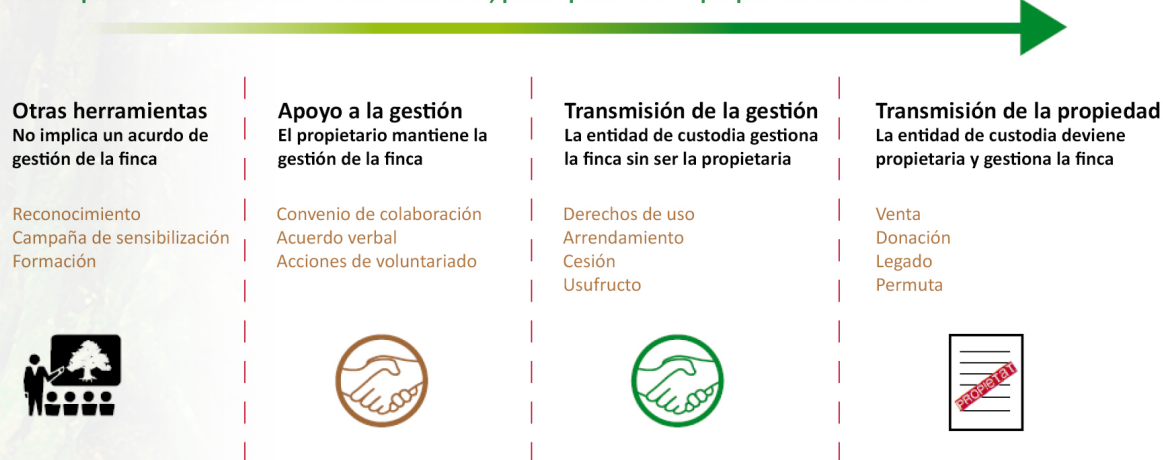 Otras herramientas
No implica un acurdo de
gestión de la finca
Reconocimiento
Campaña de sensibilización
Formación
Apoyo a la gestión
El propietario mantiene la
gestión de la finca
Convenio de colaboración
Acuerdo verbal
Acciones de voluntariado
Transmisión de la gestión
La entidad de custodia gestiona
la finca sin ser la propietaria
Derechos de uso
Arrendamiento
Cesión
Usufructo
Transmisión de la propiedad
La entidad de custodia deviene
propietaria y gestiona la finca
Venta
Donación
Legado
Permuta
PROPIETAT